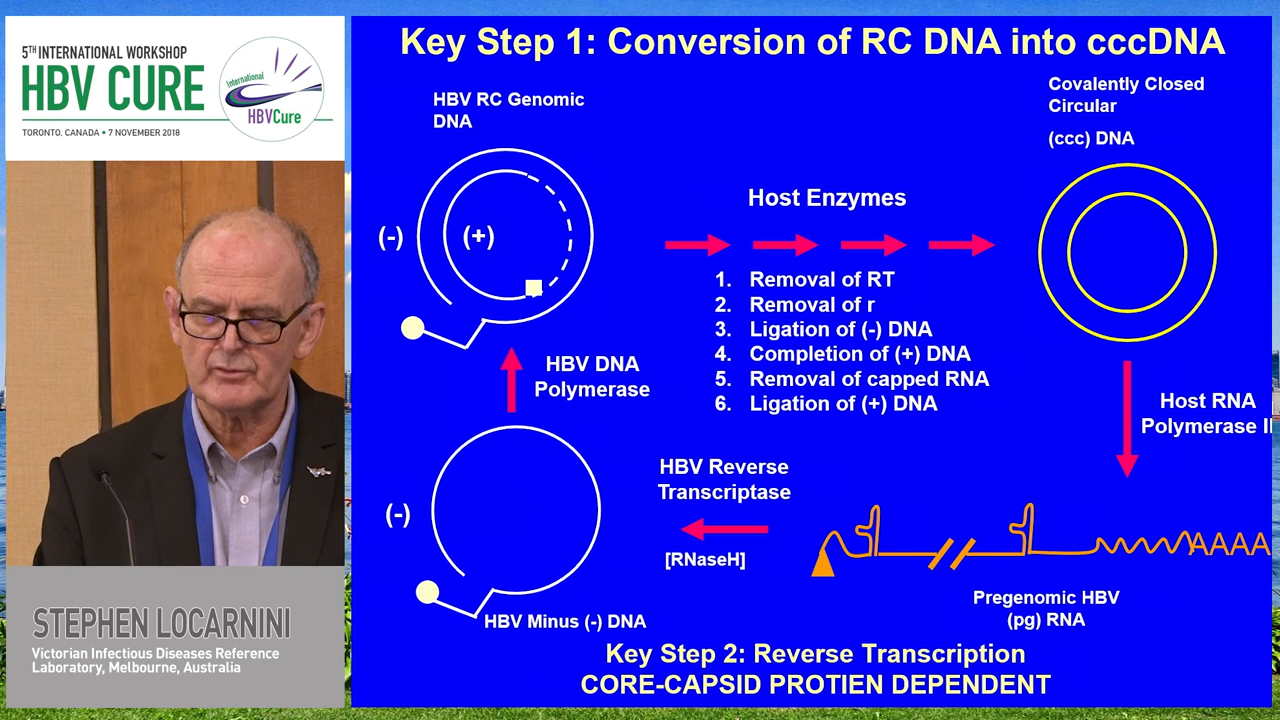 5TH INTERNATIONAL WORKSHOP
HBV CURE
TORONTO, CANADA • 7 NOVEMBER 2018
International
HBVCure
STEPHEN LOCARNINI
Victorian Infectious Diseases Reference
Laboratory, Melbourne, Australia
Key Step 1: Conversion of RC DNA into cccDNA
HBV RC Genomic
DNA
(-)
(+)
Host Enzymes
1. Removal of RT
2. Removal of r
3. Ligation of (-) DNA
4. Completion of (+) DNA
5. Removal of capped RNA
6. Ligation of (+) DNA
Covalently Closed
Circular
(ccc) DNA
HBV DNA
Polymerase
Host RNA
Polymerase II
(-)
HBV Reverse
Transcriptase
[RNaseH]
AAAA
HBV Minus (-) DNA
Pregenomic HBV
(pg) RNA
Key Step 2: Reverse Transcription
CORE-CAPSID PROTIEN DEPENDENT